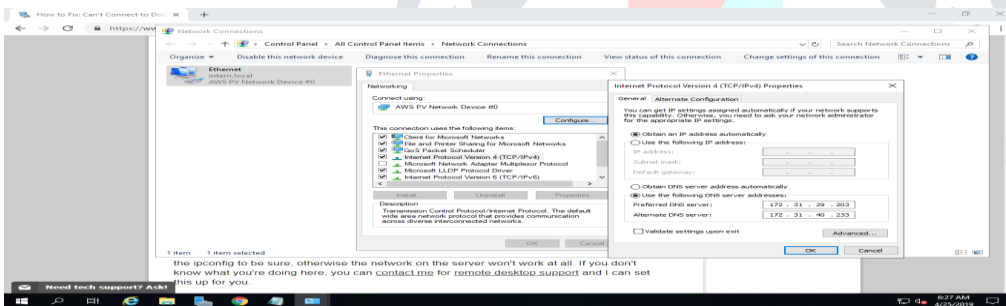 How to Fix: Can't Connect to Dor
Network Connections
Control Panel > All Control Panel Items > Network Connections
Search Network Connections
Organize
Disable this network device
Diagnose this connection
Rename this connection
View status of this connection
Change settings of this connection
Ethernet
intern.local
AWS PV Network Device #0
Ethernet Properties
Networking
Connect using:
AWS PV Network Device #0
Configure...
This connection uses the following items:
Client for Microsoft Networks
File and Printer Sharing for Microsoft Networks
QoS Packet Scheduler
Internet Protocol Version 4 (TCP/IPv4)
Microsoft Network Adapter Multiplexor Protocol
Microsoft LLDP Protocol Driver
Internet Protocol Version 6 (TCP/IPv6)
Install
Uninstall
Properties
Description
Transmission Control Protocol/Internet Protocol. The default
wide area network protocol that provides communication
across diverse interconnected networks.
OK
Cancel
Internet Protocol Version 4 (TCP/IPv4) Properties
General
Alternate Configuration
You can get IP settings assigned automatically if your network supports
this capability. Otherwise, you need to ask your network administrator
for the appropriate IP settings.
Obtain an IP address automatically
Use the following IP address:
IP address:
Subnet mask:
Default gateway:
Obtain DNS server address automatically
Use the following DNS server addresses:
Preferred DNS server:
172 . 31 . 29 . 203
Alternate DNS server:
172 . 31 . 40 . 233
Validate settings upon exit
Advanced...
OK
Cancel
1 item
1 item selected
the ipconfig to be sure, otherwise the network on the server won't work at all. If you don't
know what you're doing here, you can contact me for remote desktop support and I can set
this up for you.
Need tech support? Ask!
6:27 AM
4/25/2019